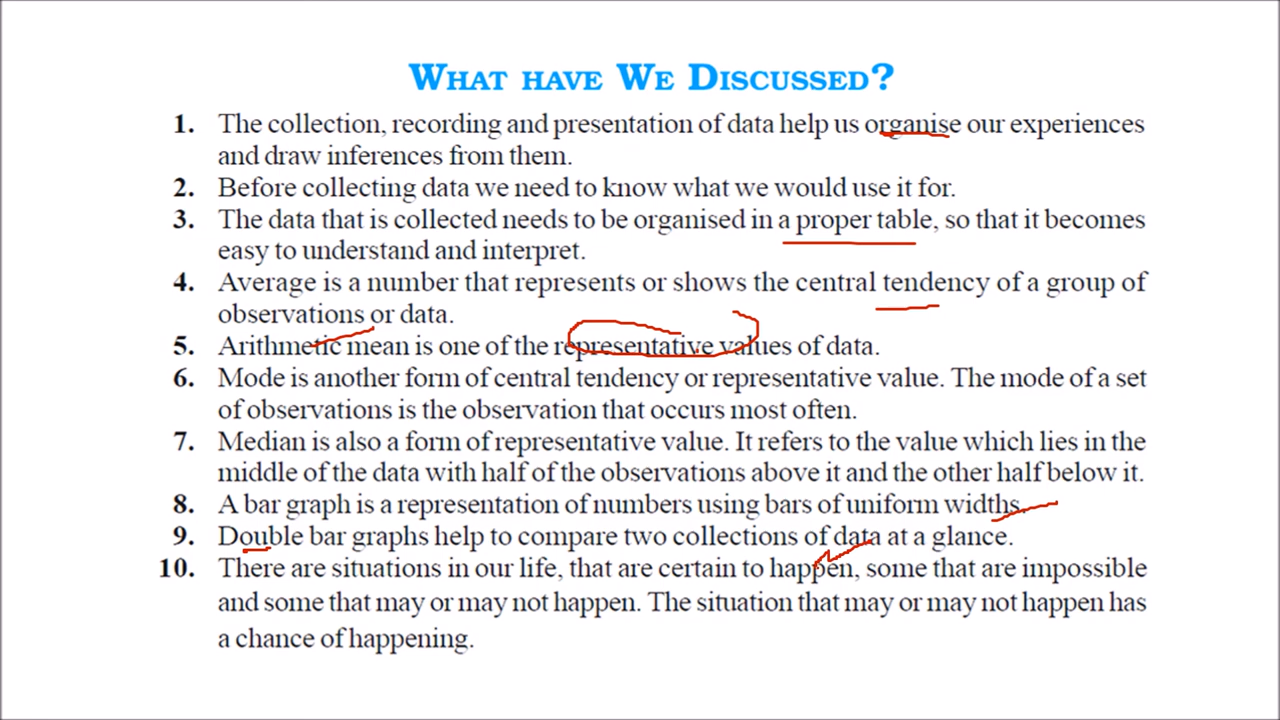 WHAT HAVE WE DISCUSSED?
1. The collection, recording and presentation of data help us organise our experiences
and draw inferences from them.
2. Before collecting data we need to know what we would use it for.
3. The data that is collected needs to be organised in a proper table, so that it becomes
easy to understand and interpret.
4. Average is a number that represents or shows the central tendency of a group of
observations or data.
5. Arithmetic mean is one of the representative values of data.
6. Mode is another form of central tendency or representative value. The mode of a set
of observations is the observation that occurs most often.
7. Median is also a form of representative value. It refers to the value which lies in the
middle of the data with half of the observations above it and the other half below it.
8. A bar graph is a representation of numbers using bars of uniform widths.
9. Double bar graphs help to compare two collections of data at a glance.
10. There are situations in our life, that are certain to happen, some that are impossible
and some that may or may not happen. The situation that may or may not happen has
a chance of happening.